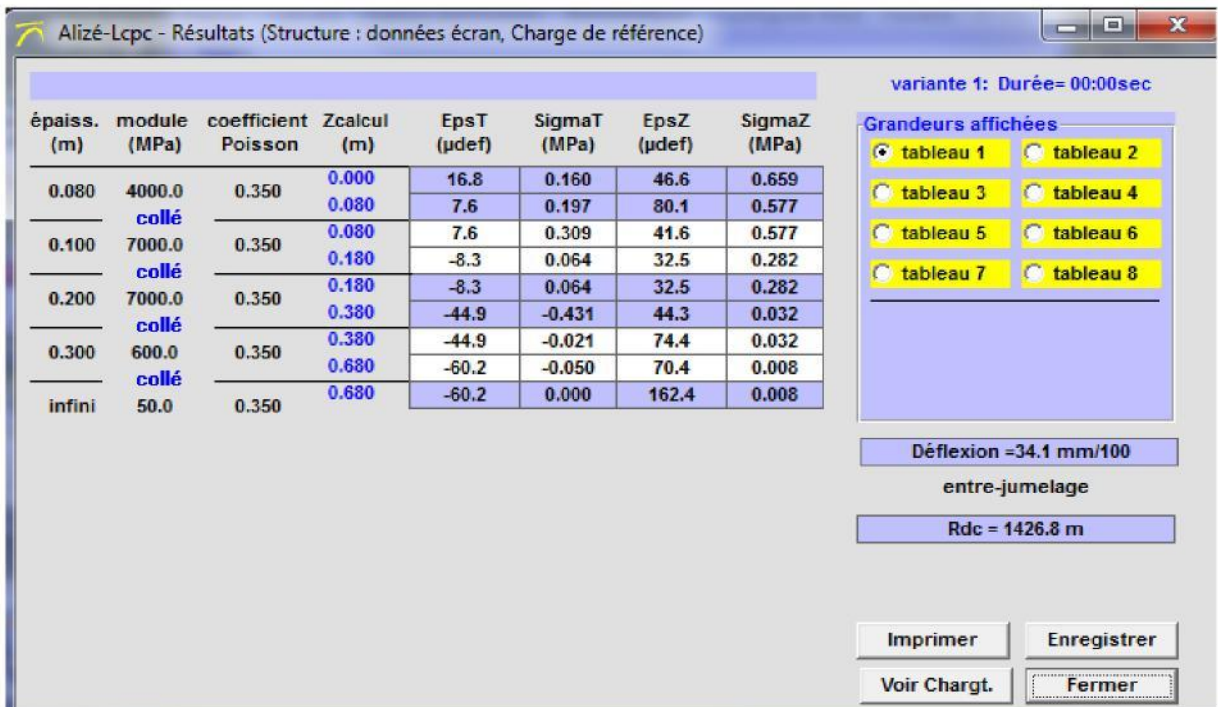 Alizé-Lcpc - Résultats (Structure : données écran, Charge de référence)
variante 1: Durée= 00:00sec
épaiss. module coefficient Zcalcul EpsT SigmaT EpsZ SigmaZ
(m) (MPa) Poisson (m) (µdef) (MPa) (µdef) (MPa)
0.000 16.8 0.160 46.6 0.659
0.080 4000.0 0.350
0.080 7.6 0.197 80.1 0.577
collé
0.080 7.6 0.309 41.6 0.577
0.100 7000.0 0.350
0.180 -8.3 0.064 32.5 0.282
collé
0.180 -8.3 0.064 32.5 0.282
0.200 7000.0 0.350
0.380 -44.9 -0.431 44.3 0.032
collé
0.380 -44.9 -0.021 74.4 0.032
0.300 600.0 0.350
0.680 -60.2 -0.050 70.4 0.008
collé
0.680 -60.2 0.000 162.4 0.008
infini 50.0 0.350
Grandeurs affichées
tableau 1 tableau 2
tableau 3 tableau 4
tableau 5 tableau 6
tableau 7 tableau 8
Déflexion =34.1 mm/100
entre-jumelage
Rdc = 1426.8 m
Imprimer Enregistrer
Voir Chargt. Fermer